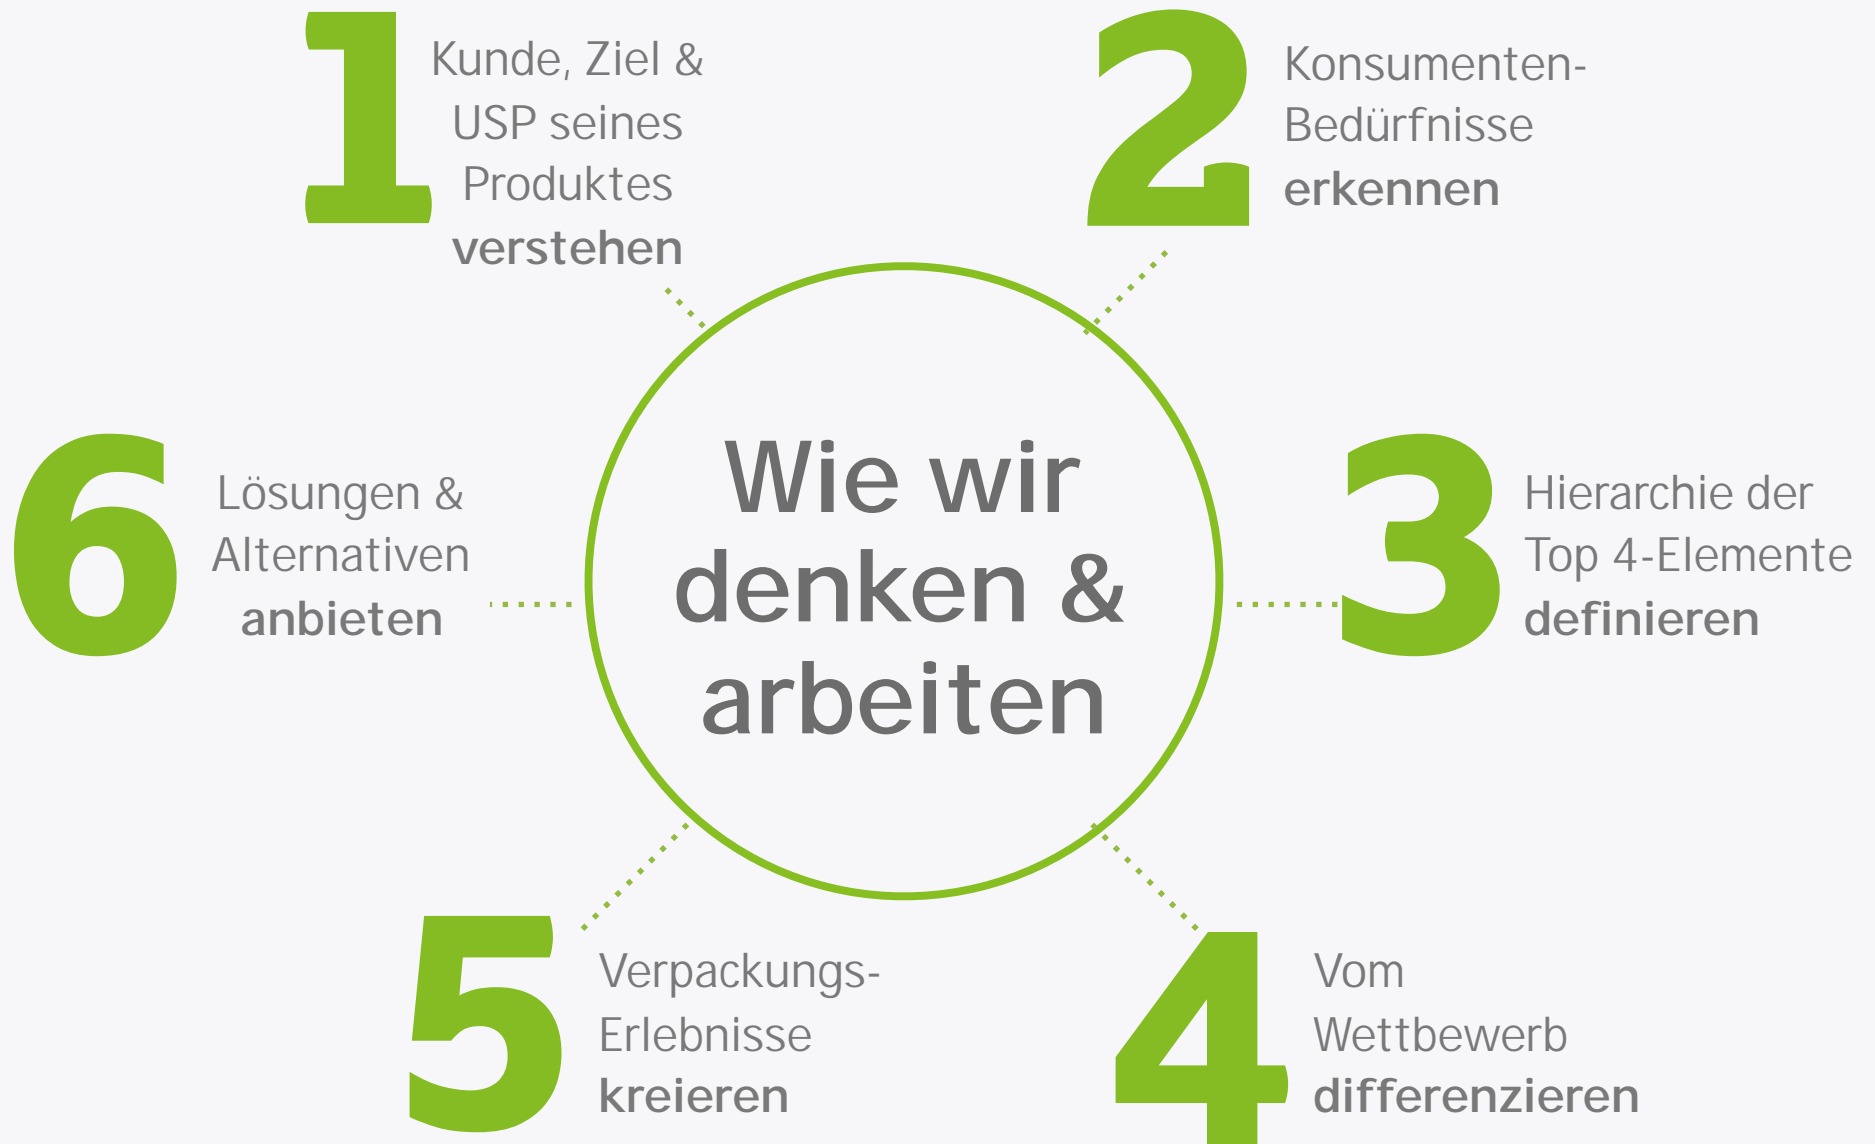 1
Kunde, Ziel &
USP seines
Produktes
verstehen
2
Konsumenten-
Bedürfnisse
erkennen
3
Hierarchie der
Top 4-Elemente
definieren
4
Vom
Wettbewerb
differenzieren
5
Verpackungs-
Erlebnisse
kreieren
6
Lösungen &
Alternativen
anbieten
Wie wir
denken &
arbeiten